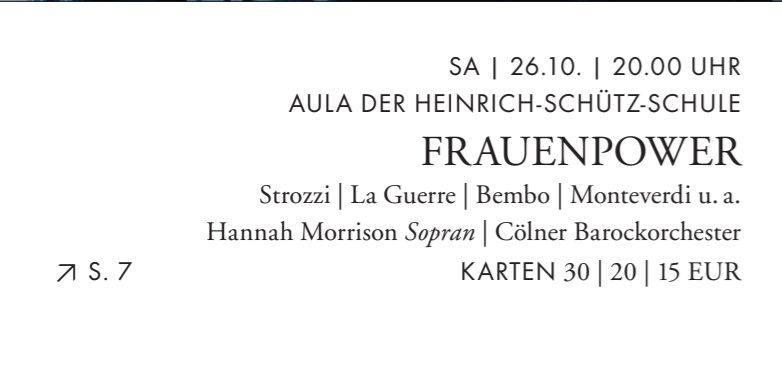 SA | 26.10. | 20.00 UHR
AULA DER HEINRICH-SCHÜTZ-SCHULE
FRAUENPOWER
Strozzi | La Guerre | Bembo | Monteverdi u. a.
Hannah Morrison Sopran | Cölner Barockorchester
↗ S. 7 KARTEN 30 | 20 | 15 EUR